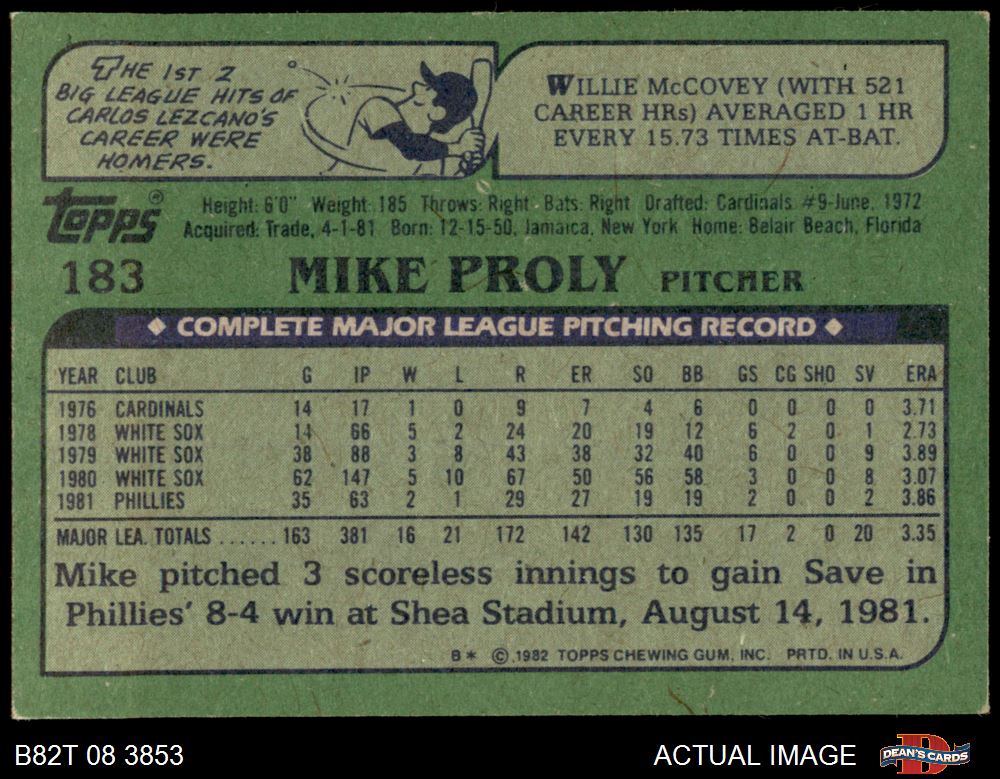 THE 1ST 2
BIG LEAGUE HITS OF
CARLOS LEZCANO'S
CAREER WERE
HOMERS.
WILLIE McCOVEY (WITH 521
CAREER HRs) AVERAGED 1 HR
EVERY 15.73 TIMES AT-BAT.
Topps®
Height: 6'0" Weight: 185 Throws: Right Bats: Right Drafted: Cardinals #9-June, 1972
Acquired: Trade, 4-1-81 Born: 12-15-50, Jamaica, New York Home: Belair Beach, Florida
183 MIKE PROLY PITCHER
◆ COMPLETE MAJOR LEAGUE PITCHING RECORD ◆
YEAR CLUB G IP W L R ER SO BB GS CG SHO SV ERA
1976 CARDINALS 14 17 1 0 9 7 4 6 0 0 0 0 3.71
1978 WHITE SOX 14 66 5 2 24 20 19 12 6 2 0 1 2.73
1979 WHITE SOX 38 88 3 8 43 38 32 40 6 0 0 9 3.89
1980 WHITE SOX 62 147 5 10 67 50 56 58 3 0 0 8 3.07
1981 PHILLIES 35 63 2 1 29 27 19 19 2 0 0 2 3.86
MAJOR LEA. TOTALS ...... 163 381 16 21 172 142 130 135 17 2 0 20 3.35
Mike pitched 3 scoreless innings to gain Save in
Phillies' 8-4 win at Shea Stadium, August 14, 1981.
B* © 1982 TOPPS CHEWING GUM, INC. PRTD. IN U.S.A.
B82T 08 3853 ACTUAL IMAGE DEAN'S CARDS